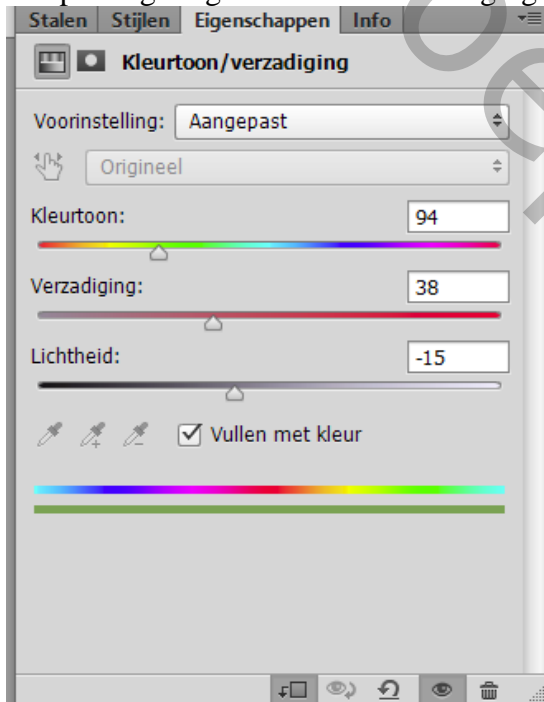 Stalen Stijlen Eigenschappen Info
Kleurtoon/verzadiging
Voorinstelling: Aangepast
Origineel
Kleurtoon: 94
Verzadiging: 38
Lichtheid: -15
Vullen met kleur